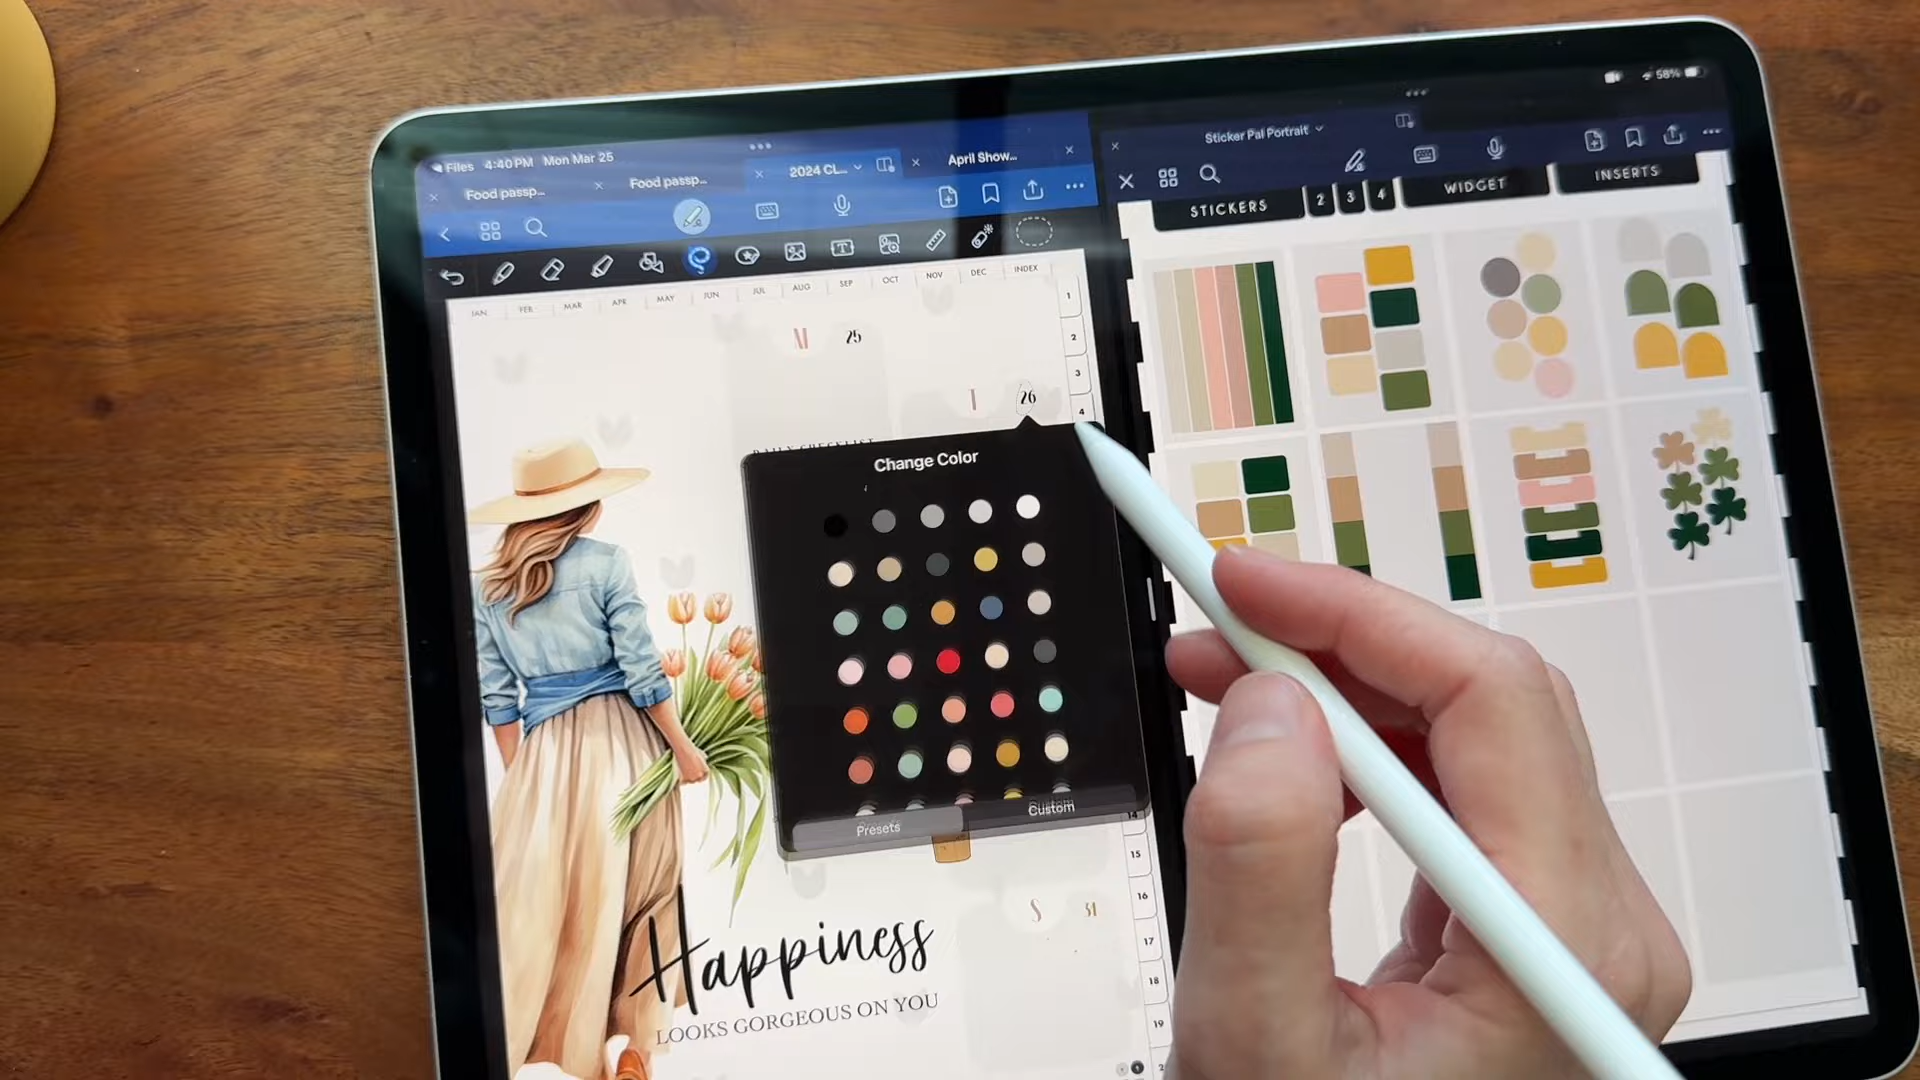 Files 4:40 PM Mon Mar 25
58%
Food passp...
Food passp...
2024 CL...
April Show...
Sticker Pal Portrait
STICKERS
2
3
4
WIDGET
INSERTS
JAN
FEB
MAR
APR
MAY
JUN
JUL
AUG
SEP
OCT
NOV
DEC
INDEX
1
2
3
4
M 25
T 26
DAILY CHECKLIST
Change Color
Presets
Custom
14
15
16
17
18
19
S 31
Happiness
LOOKS GORGEOUS ON YOU